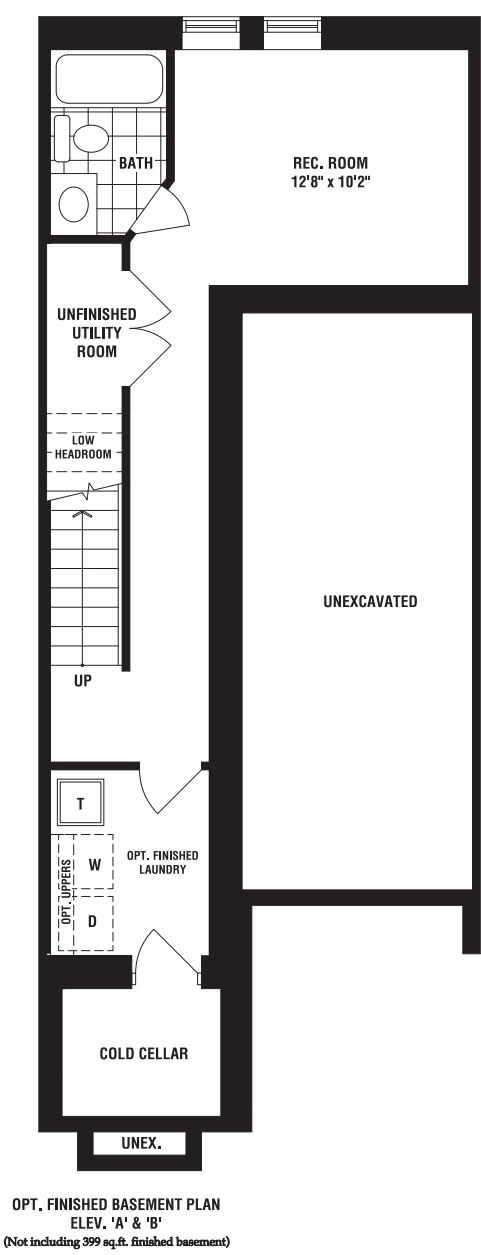 BATH
REC. ROOM
12'8" x 10'2"
UNFINISHED
UTILITY
ROOM
LOW
HEADROOM
UNEXCAVATED
UP
T
OPT. UPPERS
W
D
OPT. FINISHED
LAUNDRY
COLD CELLAR
UNEX.
OPT. FINISHED BASEMENT PLAN
ELEV. 'A' & 'B'
(Not including 399 sq.ft. finished basement)